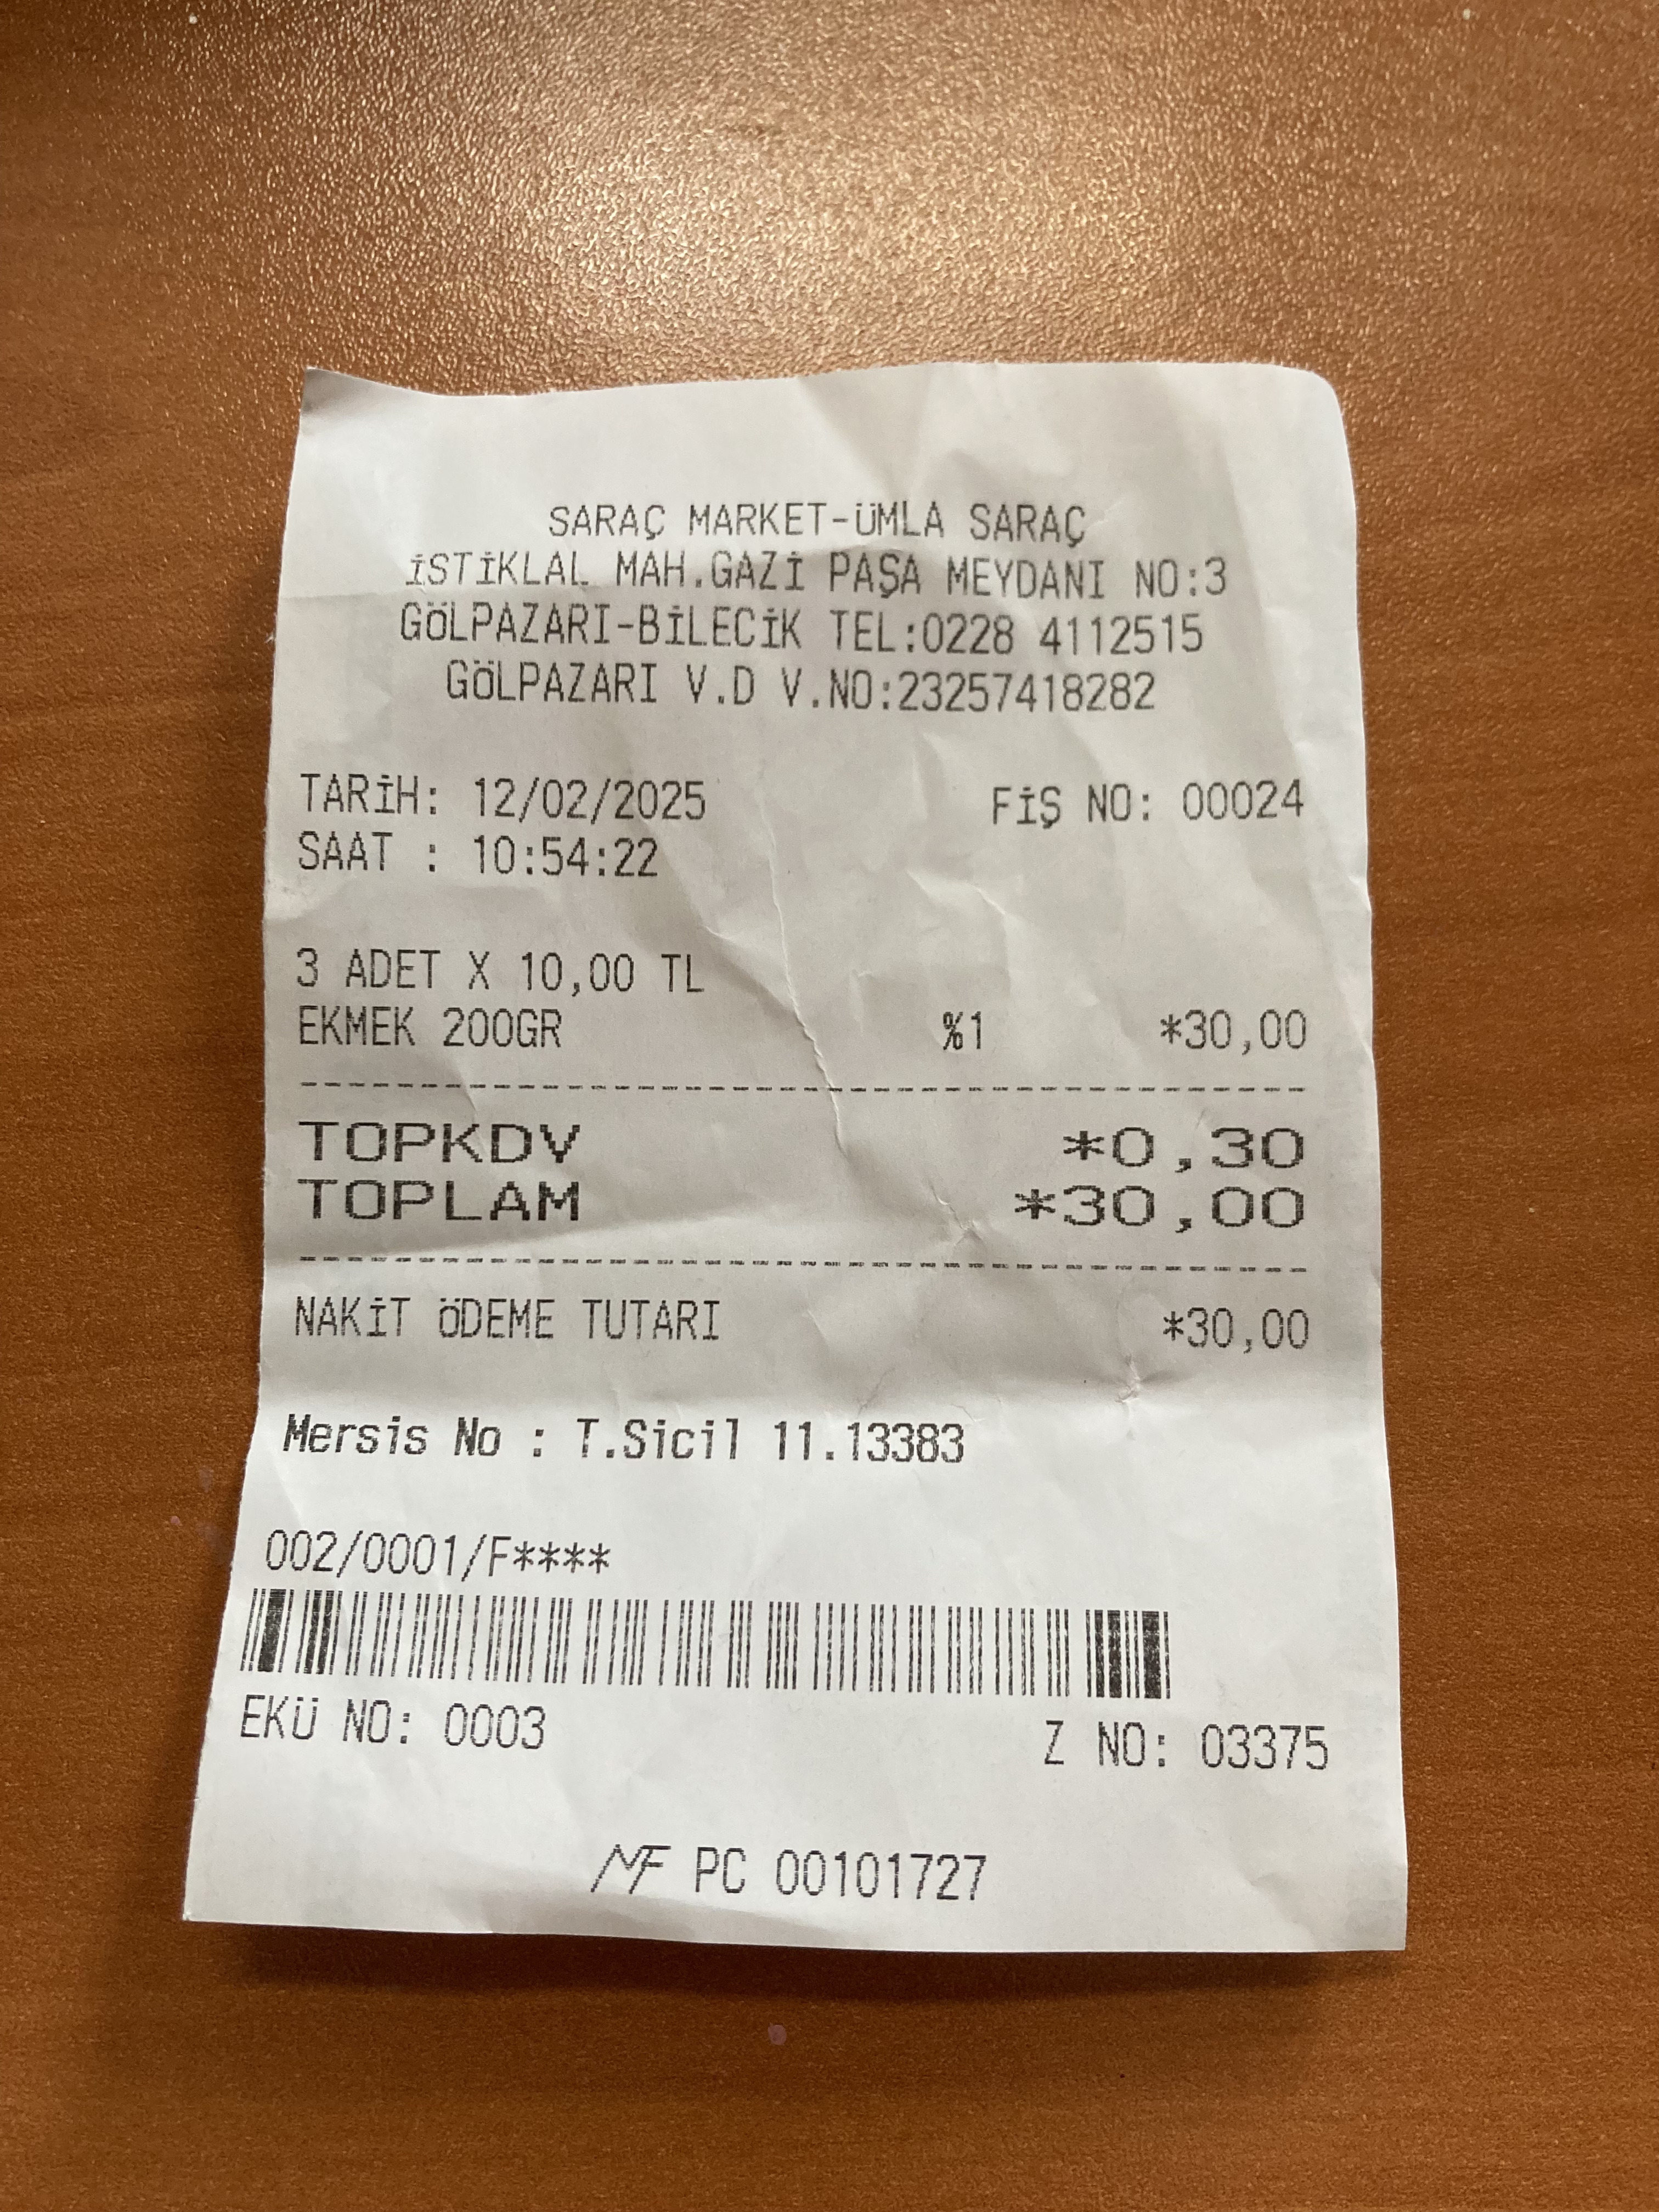 SARAÇ MARKET-ÜMLA SARAÇ
İSTİKLAL MAH.GAZİ PAŞA MEYDANI NO:3
GÖLPAZARI-BİLECİK TEL:0228 4112515
GÖLPAZARI V.D V.NO:23257418282
TARİH: 12/02/2025 FİŞ NO: 00024
SAAT : 10:54:22
3 ADET X 10,00 TL
EKMEK 200GR %1 *30,00
TOPKDV *0,30
TOPLAM *30,00
NAKİT ÖDEME TUTARI *30,00
Mersis No : T.Sicil 11.13383
002/0001/F****
EKÜ NO: 0003 Z NO: 03375
MF PC 00101727